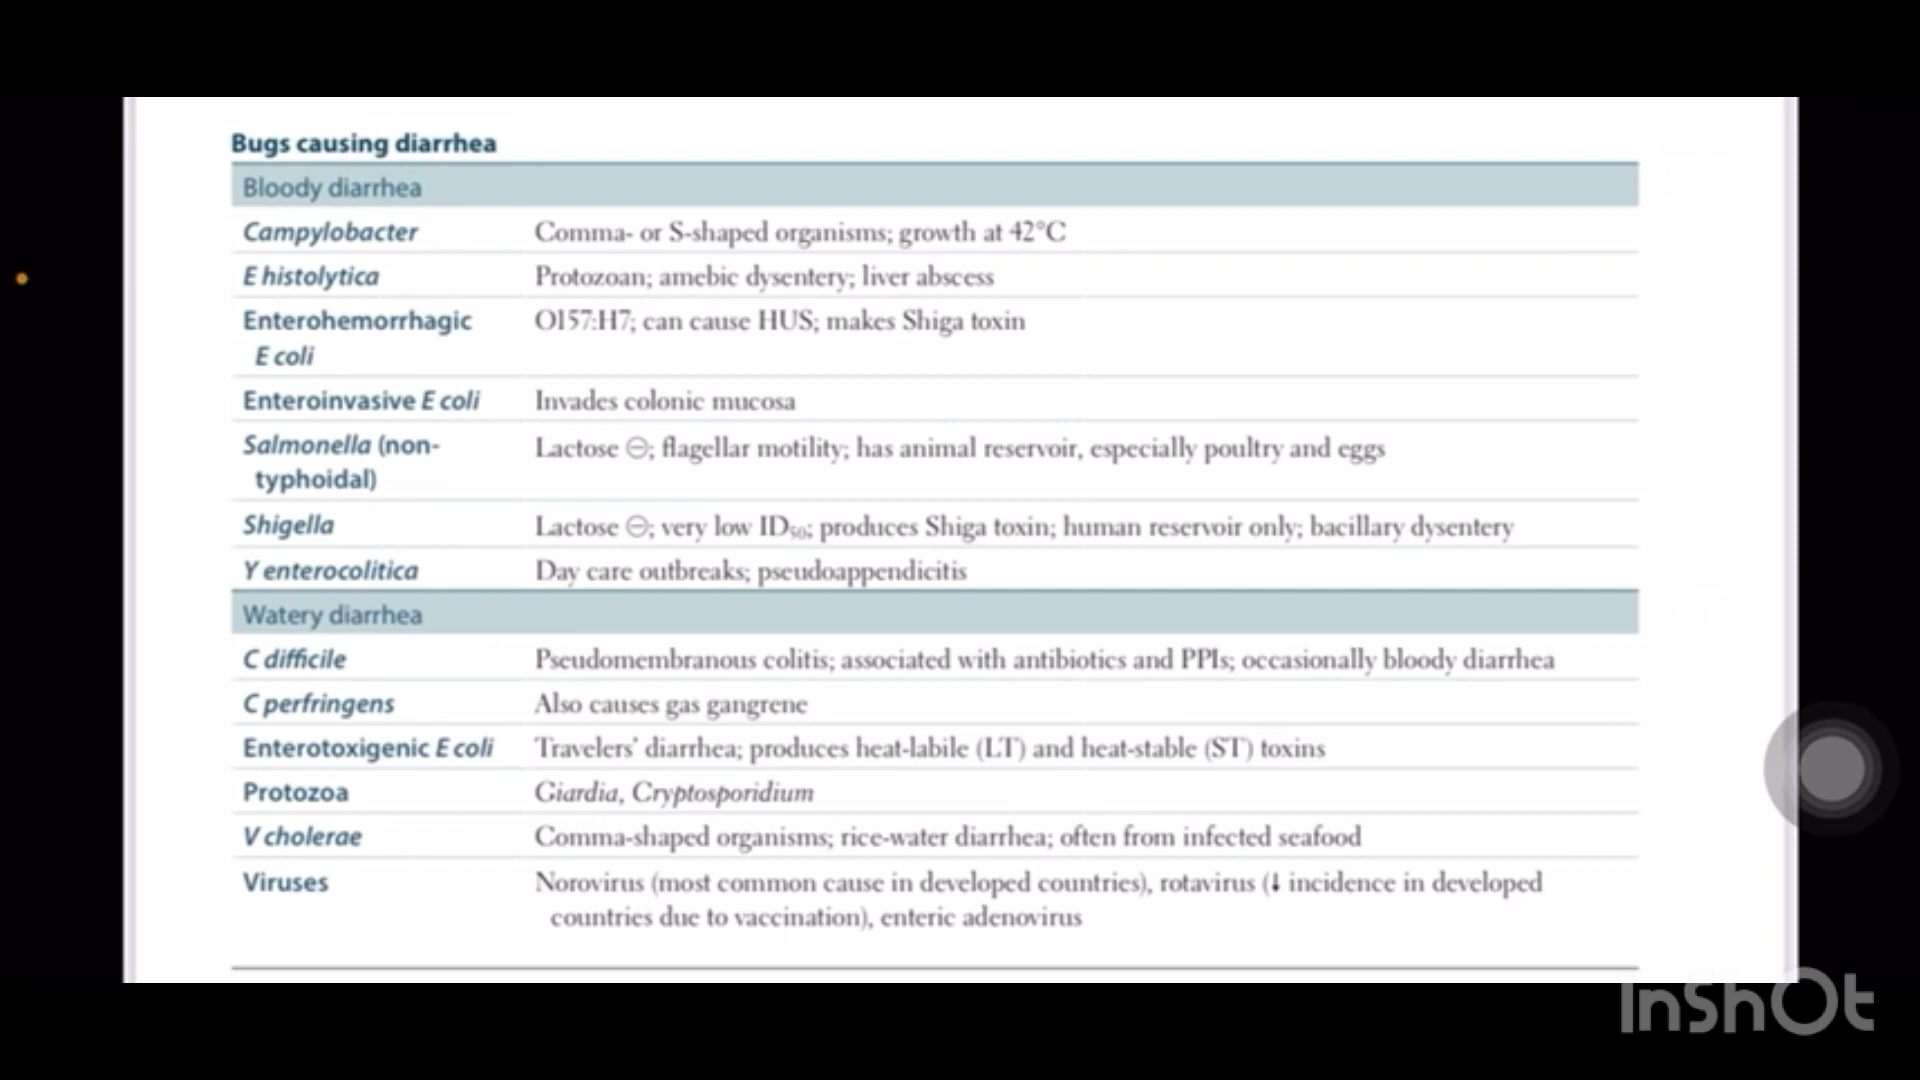 Bugs causing diarrhea
Bloody diarrhea
Campylobacter Comma- or S-shaped organisms; growth at 42°C
E histolytica Protozoan; amebic dysentery; liver abscess
Enterohemorrhagic O157:H7; can cause HUS; makes Shiga toxin
E coli
Enteroinvasive E coli Invades colonic mucosa
Salmonella (non- Lactose ⊖; flagellar motility; has animal reservoir, especially poultry and eggs
typhoidal)
Shigella Lactose ⊖; very low ID50; produces Shiga toxin; human reservoir only; bacillary dysentery
Y enterocolitica Day care outbreaks; pseudoappendicitis
Watery diarrhea
C difficile Pseudomembranous colitis; associated with antibiotics and PPIs; occasionally bloody diarrhea
C perfringens Also causes gas gangrene
Enterotoxigenic E coli Travelers' diarrhea; produces heat-labile (LT) and heat-stable (ST) toxins
Protozoa Giardia, Cryptosporidium
V cholerae Comma-shaped organisms; rice-water diarrhea; often from infected seafood
Viruses Norovirus (most common cause in developed countries), rotavirus (↓ incidence in developed
countries due to vaccination), enteric adenovirus
InShOt